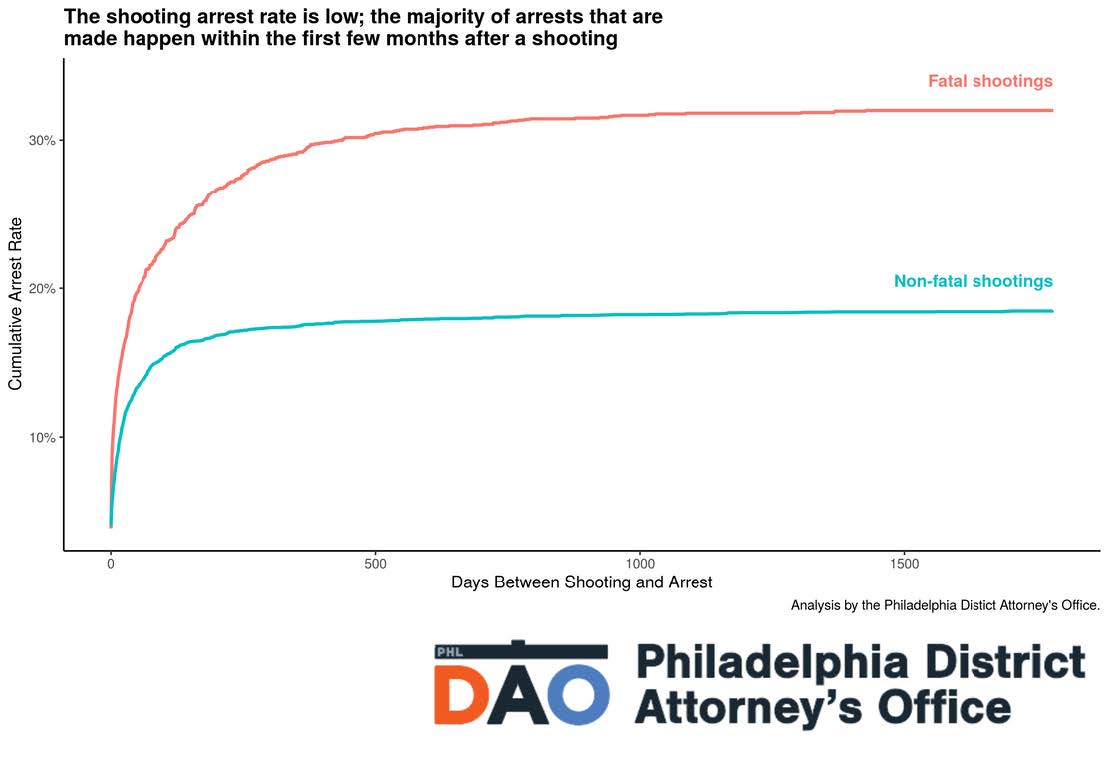 The shooting arrest rate is low; the majority of arrests that are
made happen within the first few months after a shooting
Fatal shootings
30%
Non-fatal shootings
20%
10%
Cumulative Arrest Rate
0 500 1000 1500
Days Between Shooting and Arrest
Analysis by the Philadelphia Distict Attorney's Office.
PHL
DAO
Philadelphia District
Attorney's Office